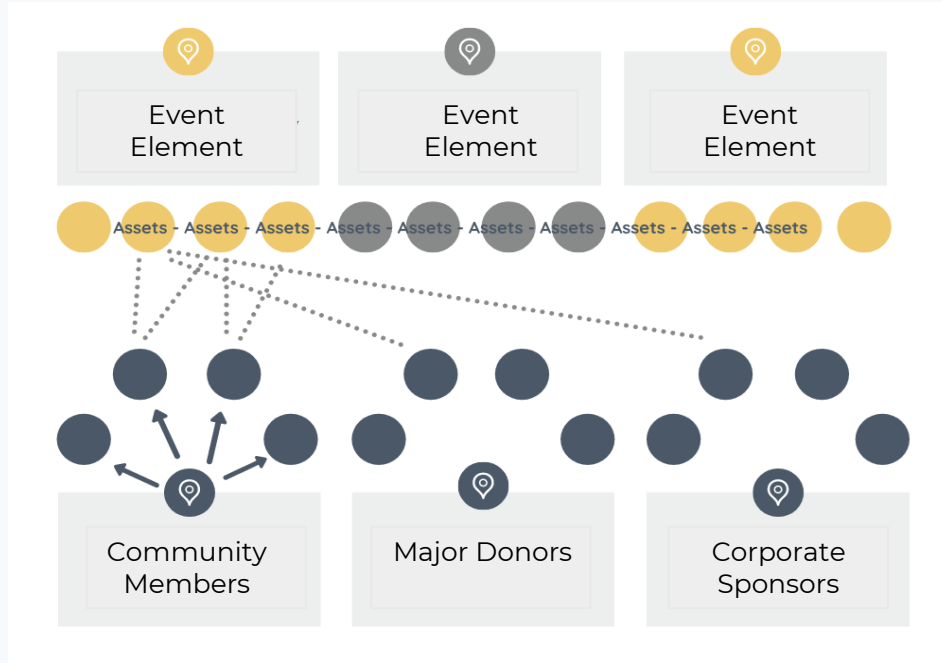 Event
Element
Event
Element
Event
Element
Assets - Assets - Assets - Assets - Assets - Assets - Assets - Assets - Assets - Assets
Community
Members
Major Donors
Corporate
Sponsors